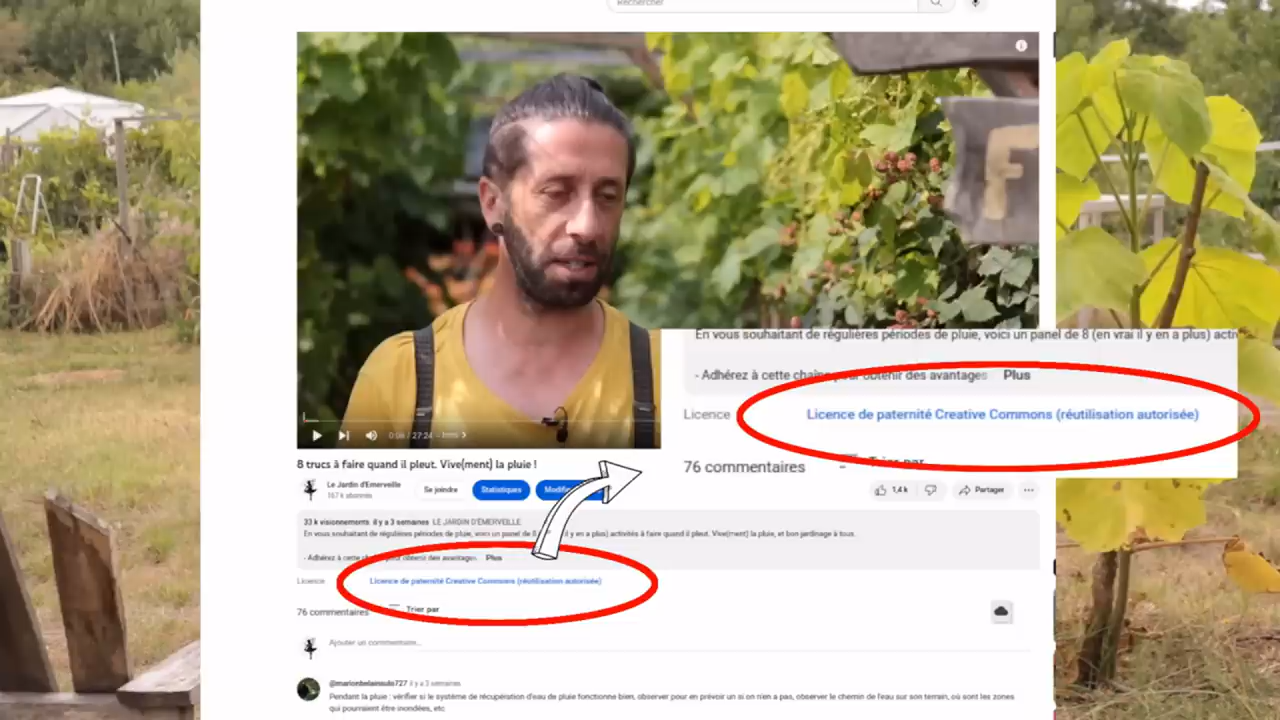 Rechercher
F
En vous souhaitant de régulières périodes de pluie, voici un panel de 8 (en vrai il y en a plus)
- Adhérez à cette chaîne pour obtenir des avantages Plus
Licence Licence de paternité Creative Commons (réutilisation autorisée)
76 commentaires Trier par
0:06 / 27:24 - Intro >
8 trucs à faire quand il pleut. Vive(ment) la pluie !
Le Jardin d'Emerveille
167 k abonnés
Se joindre
Statistiques
1,4 k
Partager
33 k visionnements il y a 3 semaines LE JARDIN D'ÉMERVEILLE
En vous souhaitant de régulières périodes de pluie, voici un panel de 8 il y en a plus) activités à faire quand il pleut. Vive(ment) la pluie, et bon jardinage à tous.
- Adhérez à cette chaîne pour obtenir des avantages Plus
Licence Licence de paternité Creative Commons (réutilisation autorisée)
76 commentaires Trier par
Ajouter un commentaire...
il y a 3 semaines
Pendant la pluie : vérifier si le système de récupération d'eau de pluie fonctionne bien, observer pour en prévoir un si on n'en a pas, observer le chemin de l'eau sur son terrain, où sont les zones
qui pourraient être inondées, etc